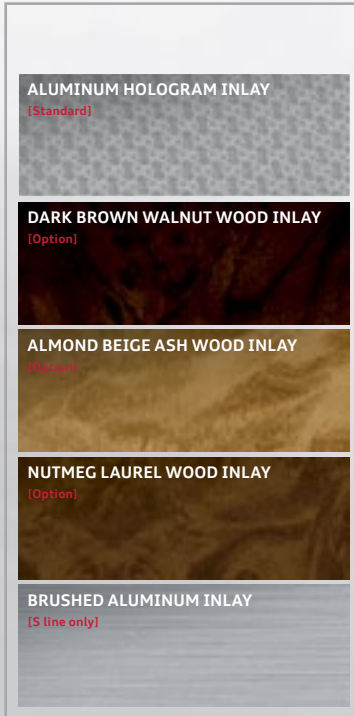 ALUMINUM HOLOGRAM INLAY
[Standard]
DARK BROWN WALNUT WOOD INLAY
[Option]
ALMOND BEIGE ASH WOOD INLAY
[Option]
NUTMEG LAUREL WOOD INLAY
[Option]
BRUSHED ALUMINUM INLAY
[S line only]